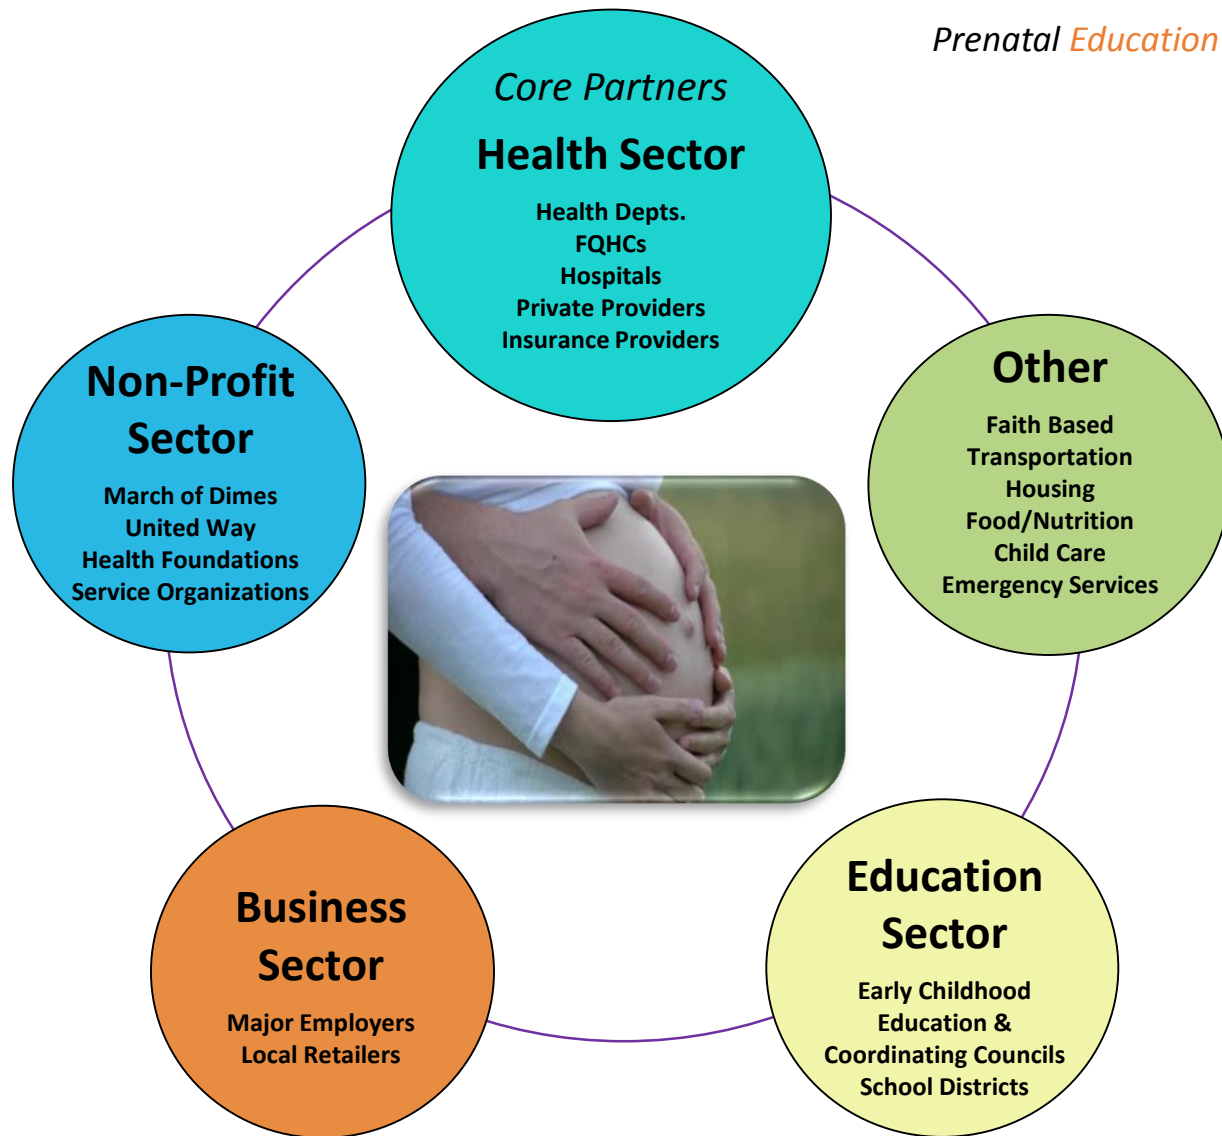 Prenatal Education
Core Partners
Health Sector
Health Depts.
FQHCs
Hospitals
Private Providers
Insurance Providers
Non-Profit
Sector
March of Dimes
United Way
Health Foundations
Service Organizations
Other
Faith Based
Transportation
Housing
Food/Nutrition
Child Care
Emergency Services
Business
Sector
Major Employers
Local Retailers
Education
Sector
Early Childhood
Education &
Coordinating Councils
School Districts